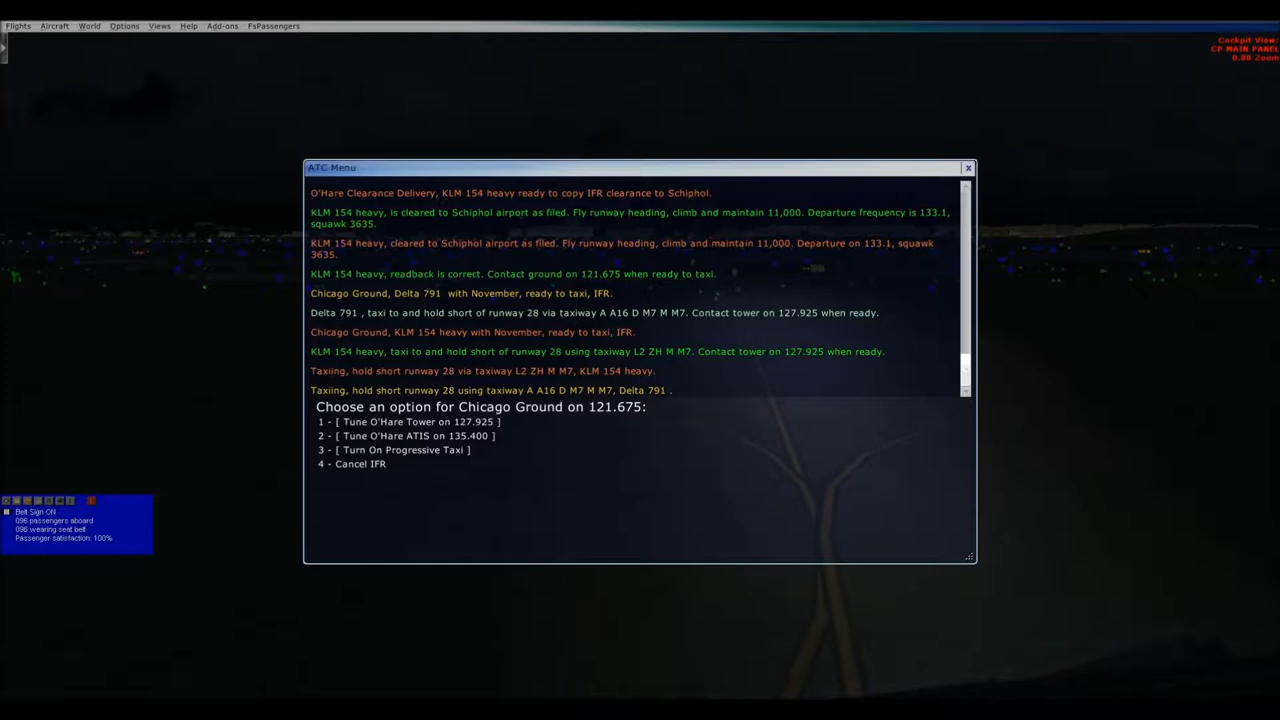 Flights Aircraft World Options Views Help Add-ons FsPassengers
Cockpit View:
CP MAIN PANEL
0.80 Zoom
ATC Menu
O'Hare Clearance Delivery, KLM 154 heavy ready to copy IFR clearance to Schiphol.
KLM 154 heavy, is cleared to Schiphol airport as filed. Fly runway heading, climb and maintain 11,000. Departure frequency is 133.1,
squawk 3635.
KLM 154 heavy, cleared to Schiphol airport as filed. Fly runway heading, climb and maintain 11,000. Departure on 133.1, squawk
3635.
KLM 154 heavy, readback is correct. Contact ground on 121.675 when ready to taxi.
Chicago Ground, Delta 791  with November, ready to taxi, IFR.
Delta 791 , taxi to and hold short of runway 28 via taxiway A A16 D M7 M M7. Contact tower on 127.925 when ready.
Chicago Ground, KLM 154 heavy with November, ready to taxi, IFR.
KLM 154 heavy, taxi to and hold short of runway 28 using taxiway L2 ZH M M7. Contact tower on 127.925 when ready.
Taxiing, hold short runway 28 via taxiway L2 ZH M M7, KLM 154 heavy.
Taxiing, hold short runway 28 using taxiway A A16 D M7 M M7, Delta 791 .
Choose an option for Chicago Ground on 121.675:
1 - [ Tune O'Hare Tower on 127.925 ]
2 - [ Tune O'Hare ATIS on 135.400 ]
3 - [ Turn On Progressive Taxi ]
4 - Cancel IFR
Belt Sign ON
096 passengers aboard
096 wearing seat belt
Passenger satisfaction: 100%